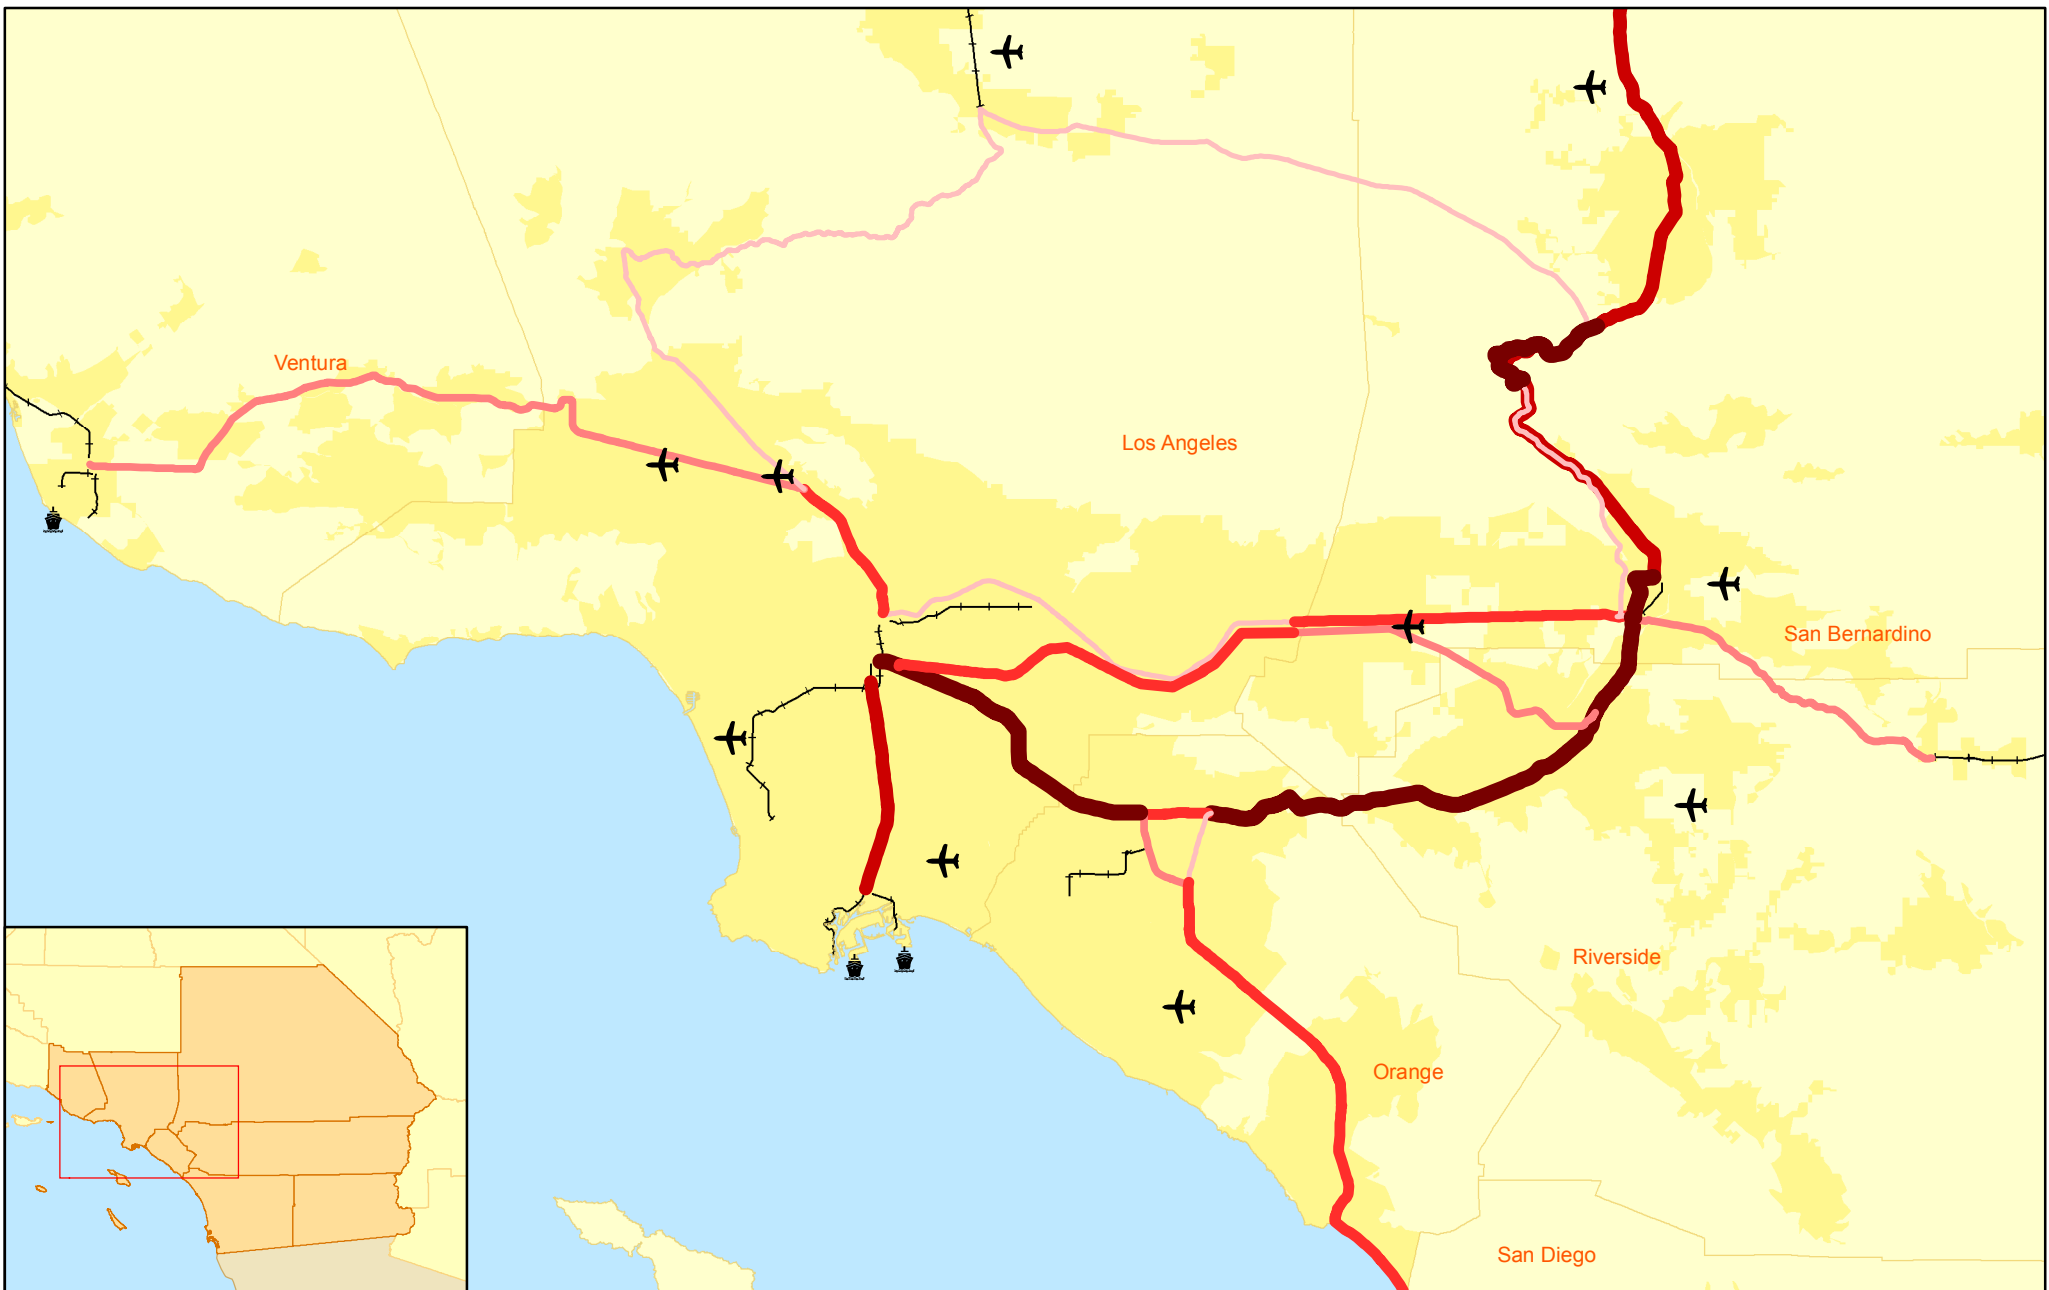 Ventura
Los Angeles
San Bernardino
Riverside
Orange
San Diego